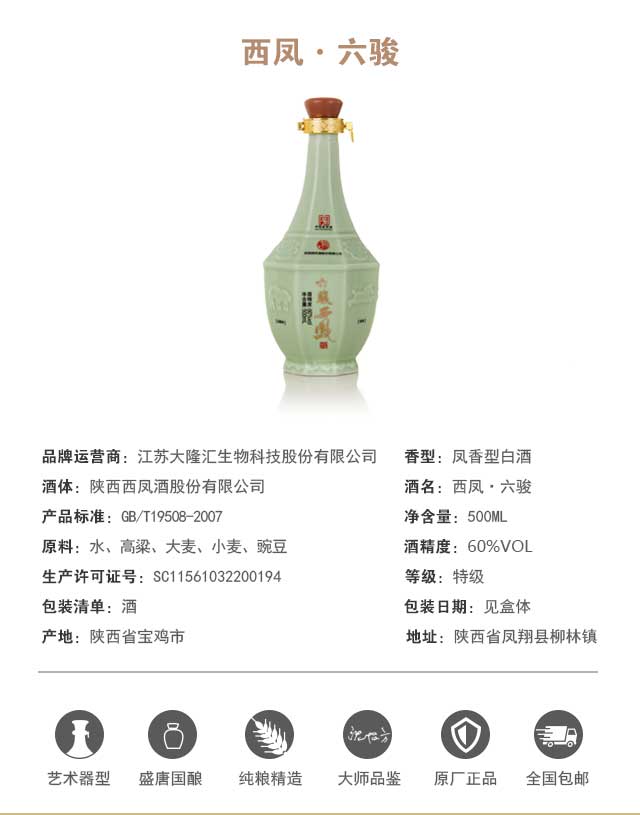 西凤·六骏
六骏西凤
品牌运营商：江苏大隆汇生物科技股份有限公司
香型：凤香型白酒
酒体：陕西西凤酒股份有限公司
酒名：西凤·六骏
产品标准：GB/T19508-2007
净含量：500ML
原料：水、高粱、大麦、小麦、豌豆
酒精度：60%VOL
生产许可证号：SC11561032200194
等级：特级
包装清单：酒
包装日期：见盒体
产地：陕西省宝鸡市
地址：陕西省凤翔县柳林镇
艺术器型
盛唐国酿
纯粮精造
大师品鉴
原厂正品
全国包邮